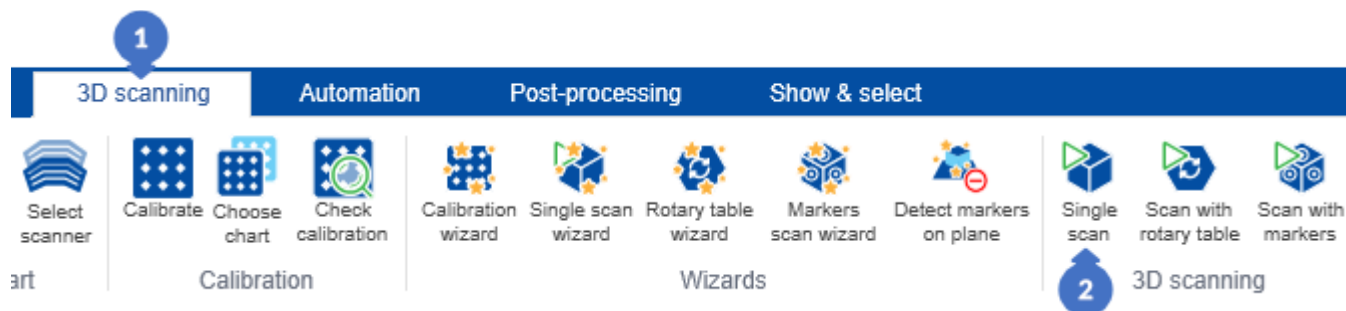 1
3D scanning Automation Post-processing Show & select
Select scanner
Calibrate
Choose chart
Check calibration
Calibration wizard
Single scan wizard
Rotary table wizard
Markers scan wizard
Detect markers on plane
Single scan
Scan with rotary table
Scan with markers
art Calibration Wizards 2 3D scanning